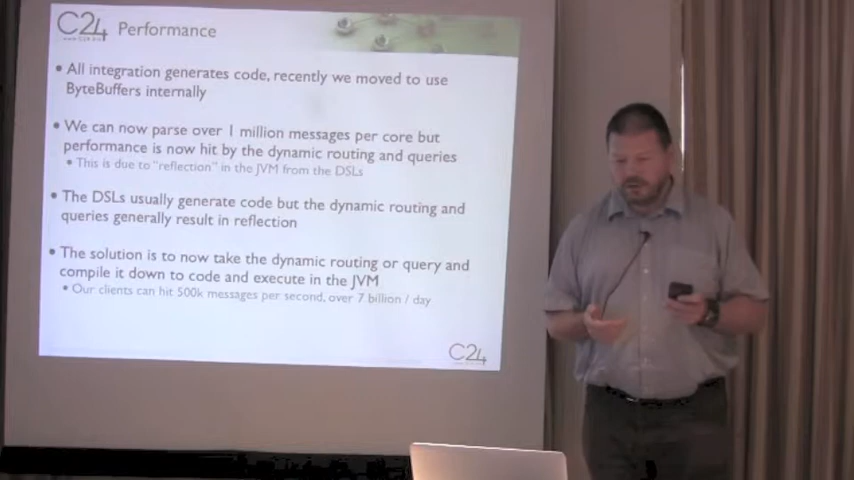 C24 Performance
• All integration generates code, recently we moved to use
ByteBuffers internally
• We can now parse over 1 million messages per core but
performance is now hit by the dynamic routing and queries
• This is due to "reflection" in the JVM from the DSLs
• The DSLs usually generate code but the dynamic routing and
queries generally result in reflection
• The solution is to now take the dynamic routing or query and
compile it down to code and execute in the JVM
• Our clients can hit 500k messages per second, over 7 billion / day
C24